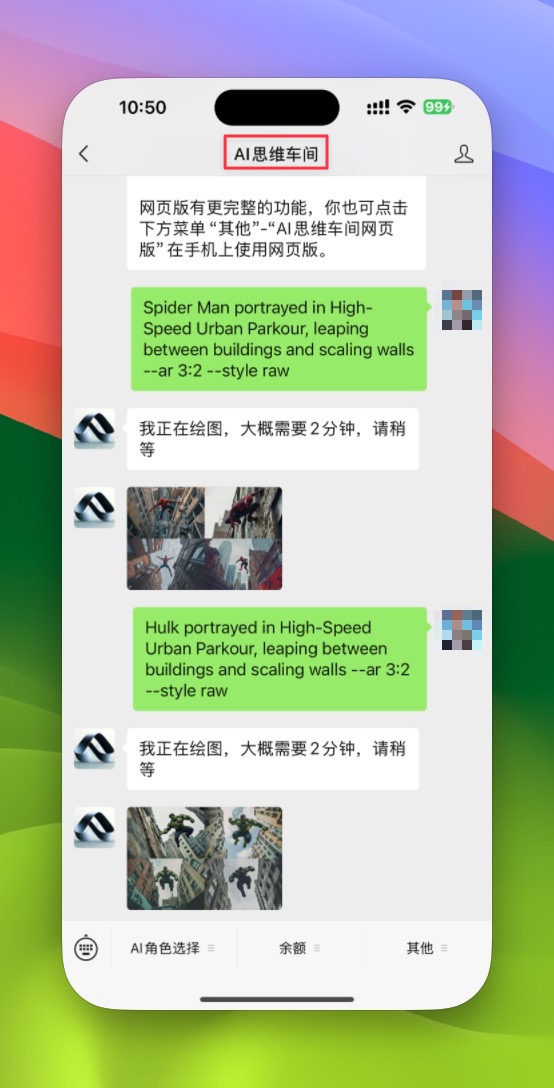 10:50
99
AI思维车间
网页版有更完整的功能，你也可点击
下方菜单“其他”-“AI思维车间网页
版”在手机上使用网页版。
Spider Man portrayed in High-
Speed Urban Parkour, leaping
between buildings and scaling walls
--ar 3:2 --style raw
我正在绘图，大概需要2分钟，请稍
等
Hulk portrayed in High-Speed
Urban Parkour, leaping between
buildings and scaling walls --ar 3:2
--style raw
我正在绘图，大概需要2分钟，请稍
等
AI角色选择
余额
其他